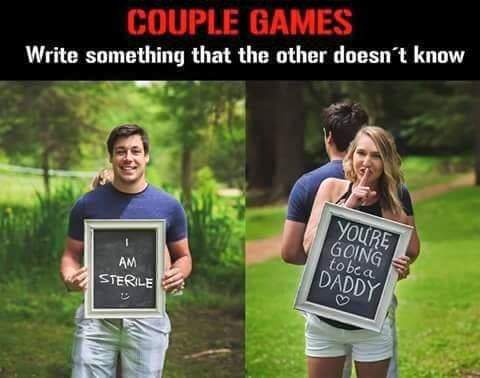 COUPLE GAMES
Write something that the other doesn´t know
I
AM
STERILE
YOU'RE
GOING
to be a
DADDY